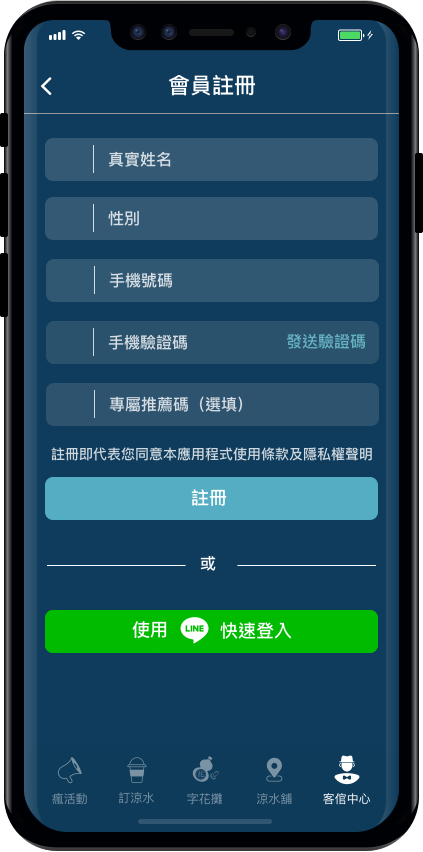 會員註冊
真實姓名
性別
手機號碼
手機驗證碼 發送驗證碼
專屬推薦碼（選填）
註冊即代表您同意本應用程式使用條款及隱私權聲明
註冊
或
使用 LINE 快速登入
瘋活動 訂涼水 字花攤 涼水舖 客倌中心